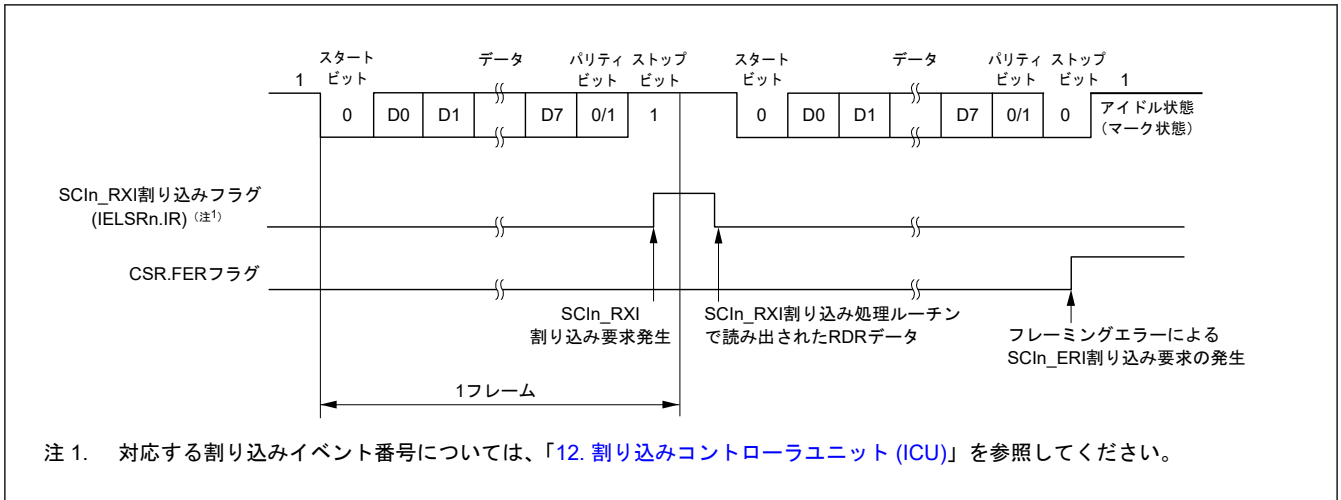 スタート
ビット
データ
パリティ
ビット
ストップ
ビット
スタート
ビット
データ
パリティ
ビット
ストップ
ビット
1
1
0 D0 D1 D7 0/1 1 0 D0 D1 D7 0/1 0
アイドル状態
(マーク状態)
SCIn_RXI割り込みフラグ
(IELSRn.IR)（注1）
CSR.FERフラグ
SCIn_RXI
割り込み要求発生
SCIn_RXI割り込み処理ルーチン
で読み出されたRDRデータ
フレーミングエラーによる
SCIn_ERI割り込み要求の発生
1フレーム
注 1. 対応する割り込みイベント番号については、「12. 割り込みコントローラユニット (ICU)」を参照してください。